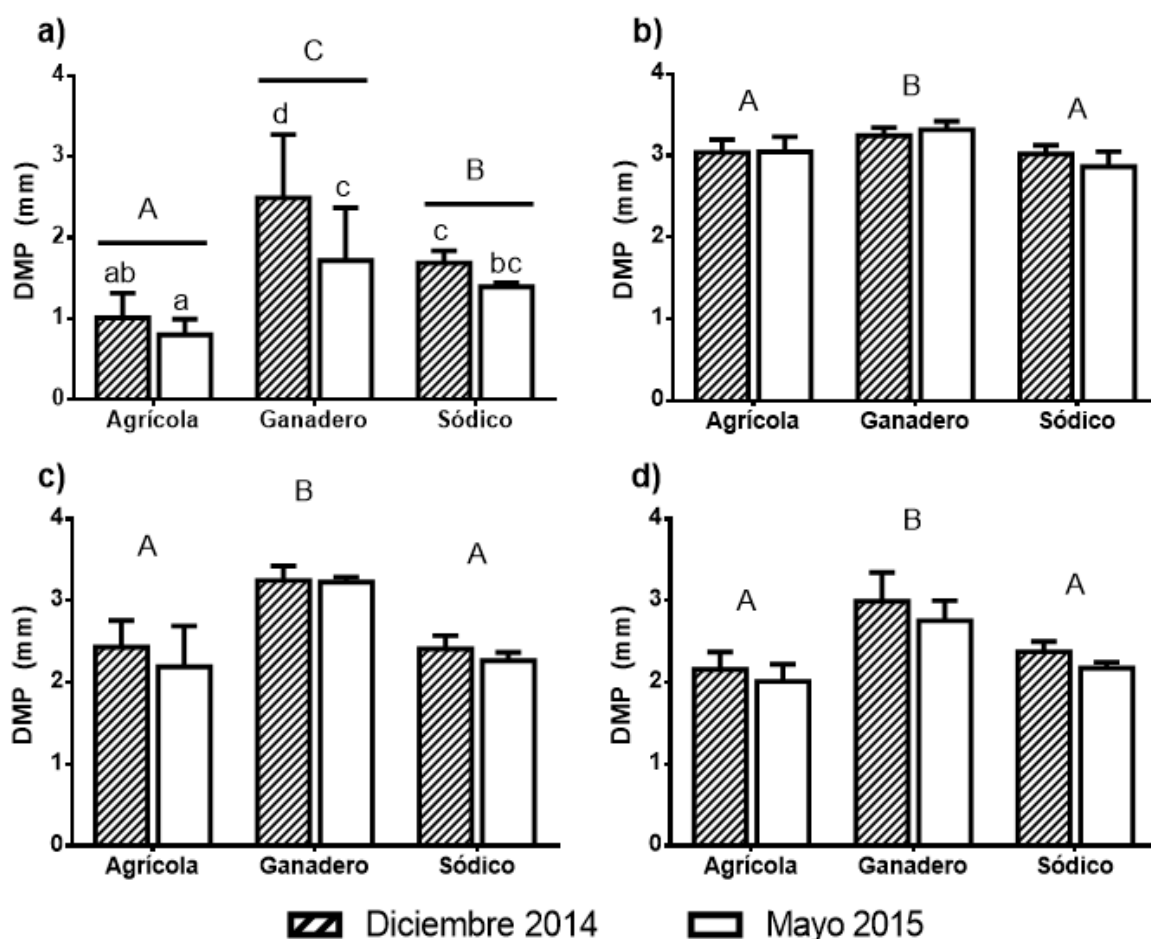 a)
C
4
d
3
B
A
c
c
DMP (mm)
2
bc
ab
a
1
0
Agrícola Ganadero Sódico
b)
4
A B A
3
DMP (mm)
2
1
0
Agrícola Ganadero Sódico
c)
B
4
A A
3
DMP (mm)
2
1
0
Agrícola Ganadero Sódico
d)
B
4
A A
3
DMP (mm)
2
1
0
Agrícola Ganadero Sódico
Diciembre 2014 Mayo 2015